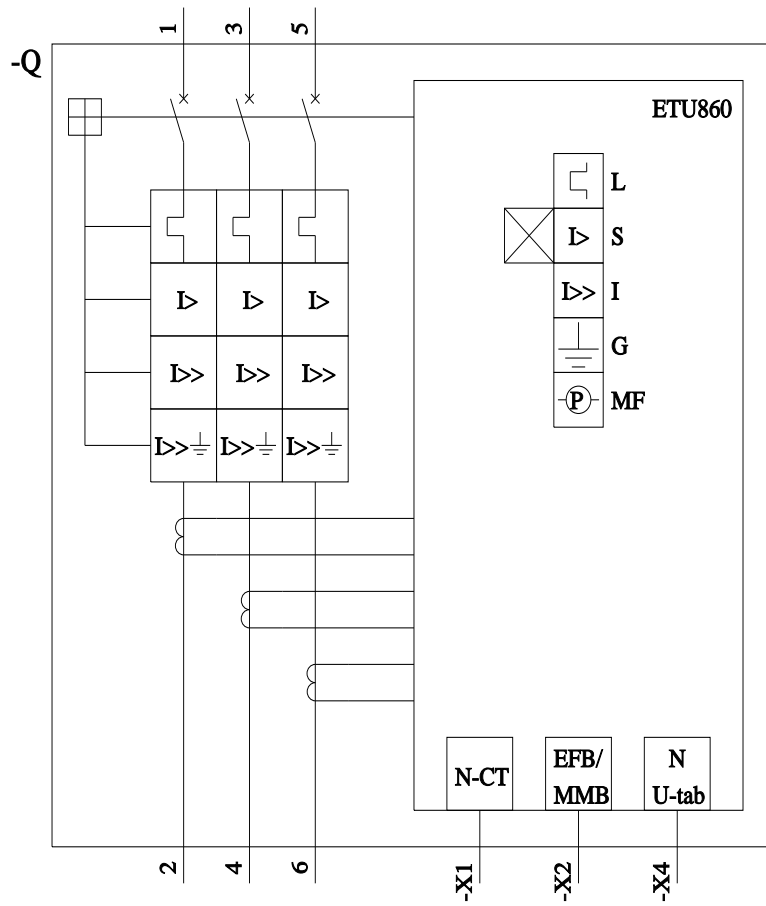 1 3 5
-Q
ETU860
L
I> S
I> I> I> I>> I
I>> I>> I>> G
P MF
I>> I>> I>>
N-CT
EFB/
MMB
N
U-tab
2 4 6 -X1 -X2 -X4